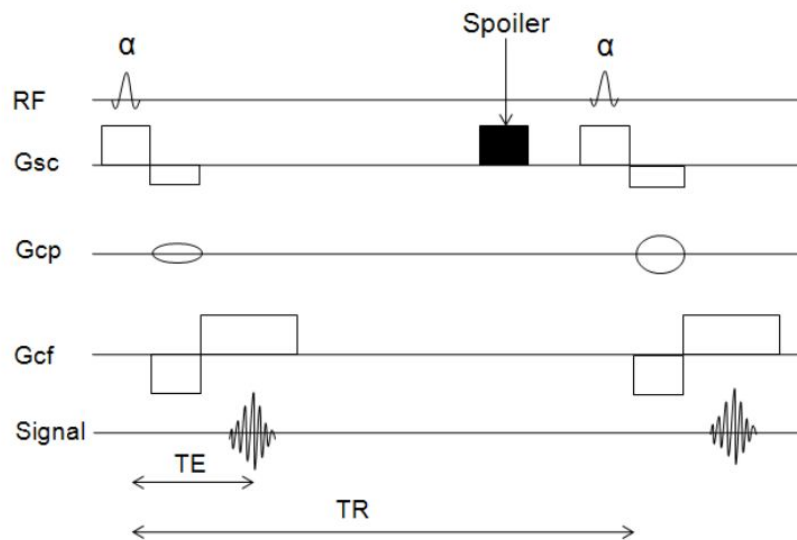 Spoiler
α α
RF
Gsc
Gcp
Gcf
Signal
TE
TR